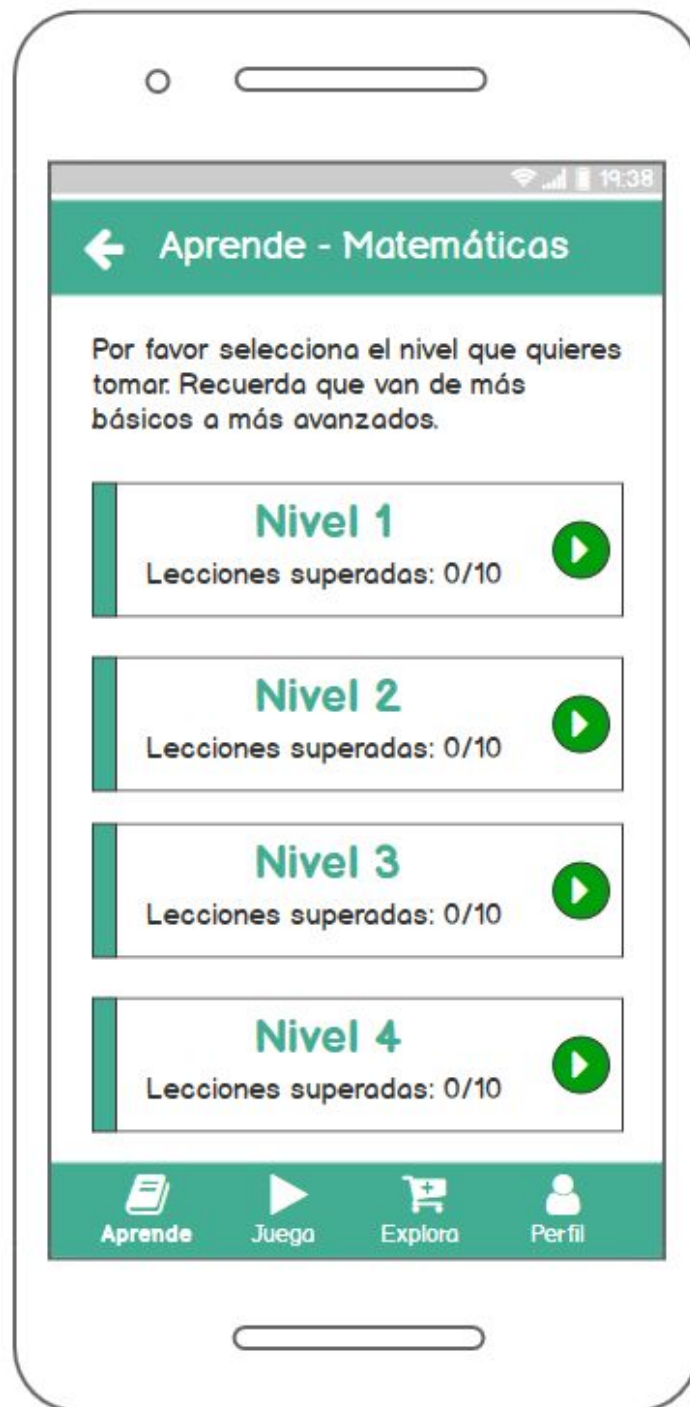 19:38
Aprende - Matemáticas
Por favor selecciona el nivel que quieres
tomar. Recuerda que van de más
básicos a más avanzados.
Nivel 1
Lecciones superadas: 0/10
Nivel 2
Lecciones superadas: 0/10
Nivel 3
Lecciones superadas: 0/10
Nivel 4
Lecciones superadas: 0/10
Aprende Juega Explora Perfil